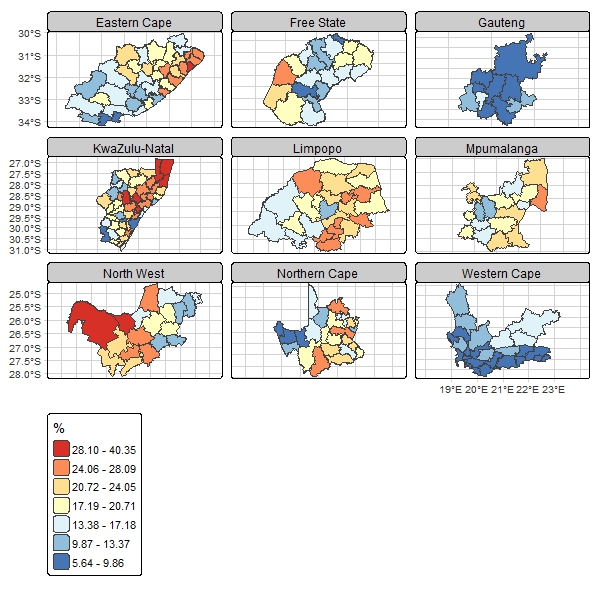 Eastern Cape Free State Gauteng
30°S
31°S
32°S
33°S
34°S
KwaZulu-Natal Limpopo Mpumalanga
27.0°S
27.5°S
28.0°S
28.5°S
29.0°S
29.5°S
30.0°S
30.5°S
31.0°S
North West Northern Cape Western Cape
25.0°S
25.5°S
26.0°S
26.5°S
27.0°S
27.5°S
28.0°S
19°E 20°E 21°E 22°E 23°E
%
28.10 - 40.35
24.06 - 28.09
20.72 - 24.05
17.19 - 20.71
13.38 - 17.18
9.87 - 13.37
5.64 - 9.86